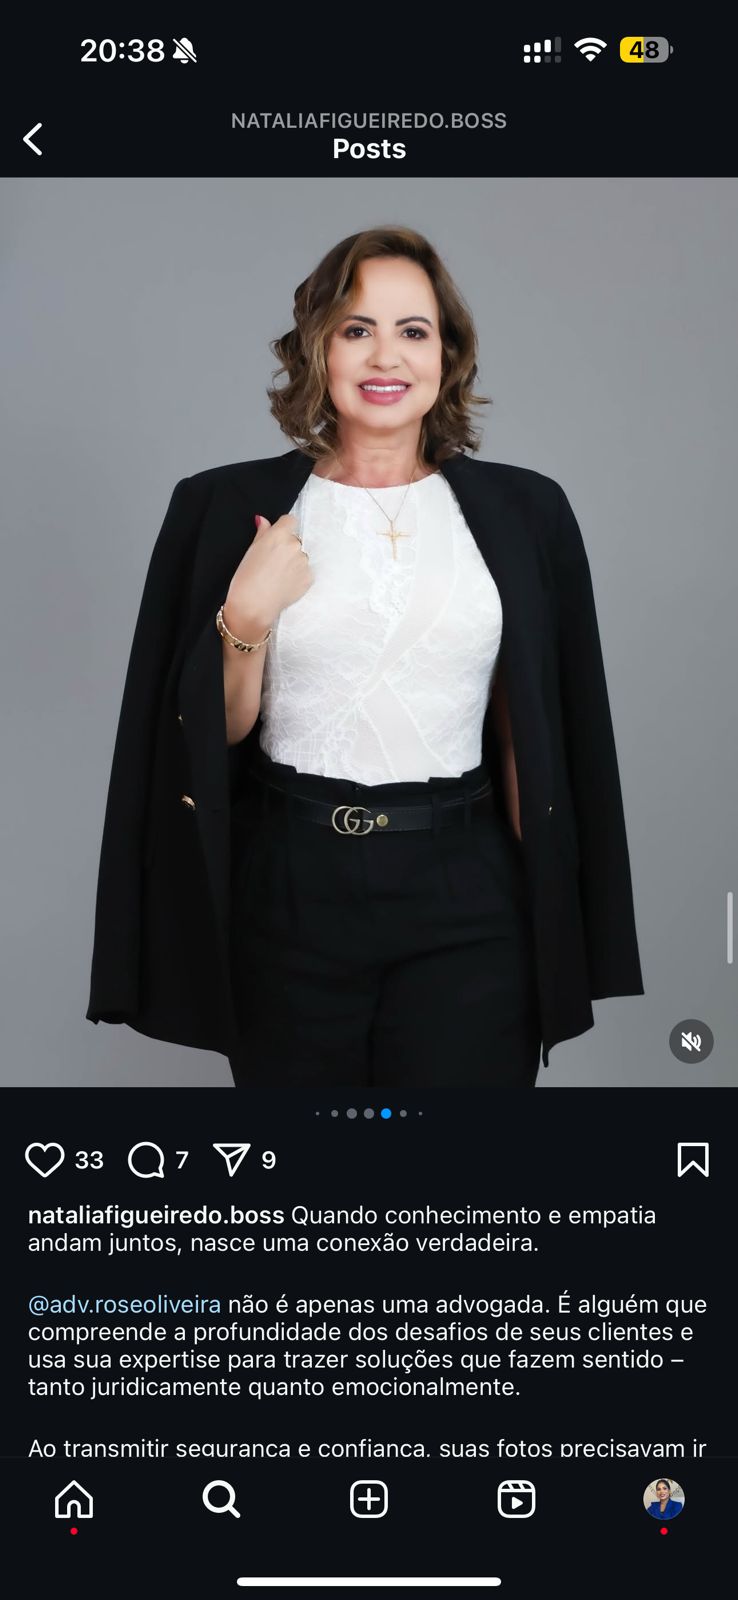 20:38
48
NATALIAFIGUEIREDO.BOSS
Posts
GG
33
7
9
nataliafigueiredo.boss Quando conhecimento e empatia
andam juntos, nasce uma conexão verdadeira.
@adv.roseoliveira não é apenas uma advogada. É alguém que
compreende a profundidade dos desafios de seus clientes e
usa sua expertise para trazer soluções que fazem sentido –
tanto juridicamente quanto emocionalmente.
Ao transmitir segurança e confiança, suas fotos precisavam ir